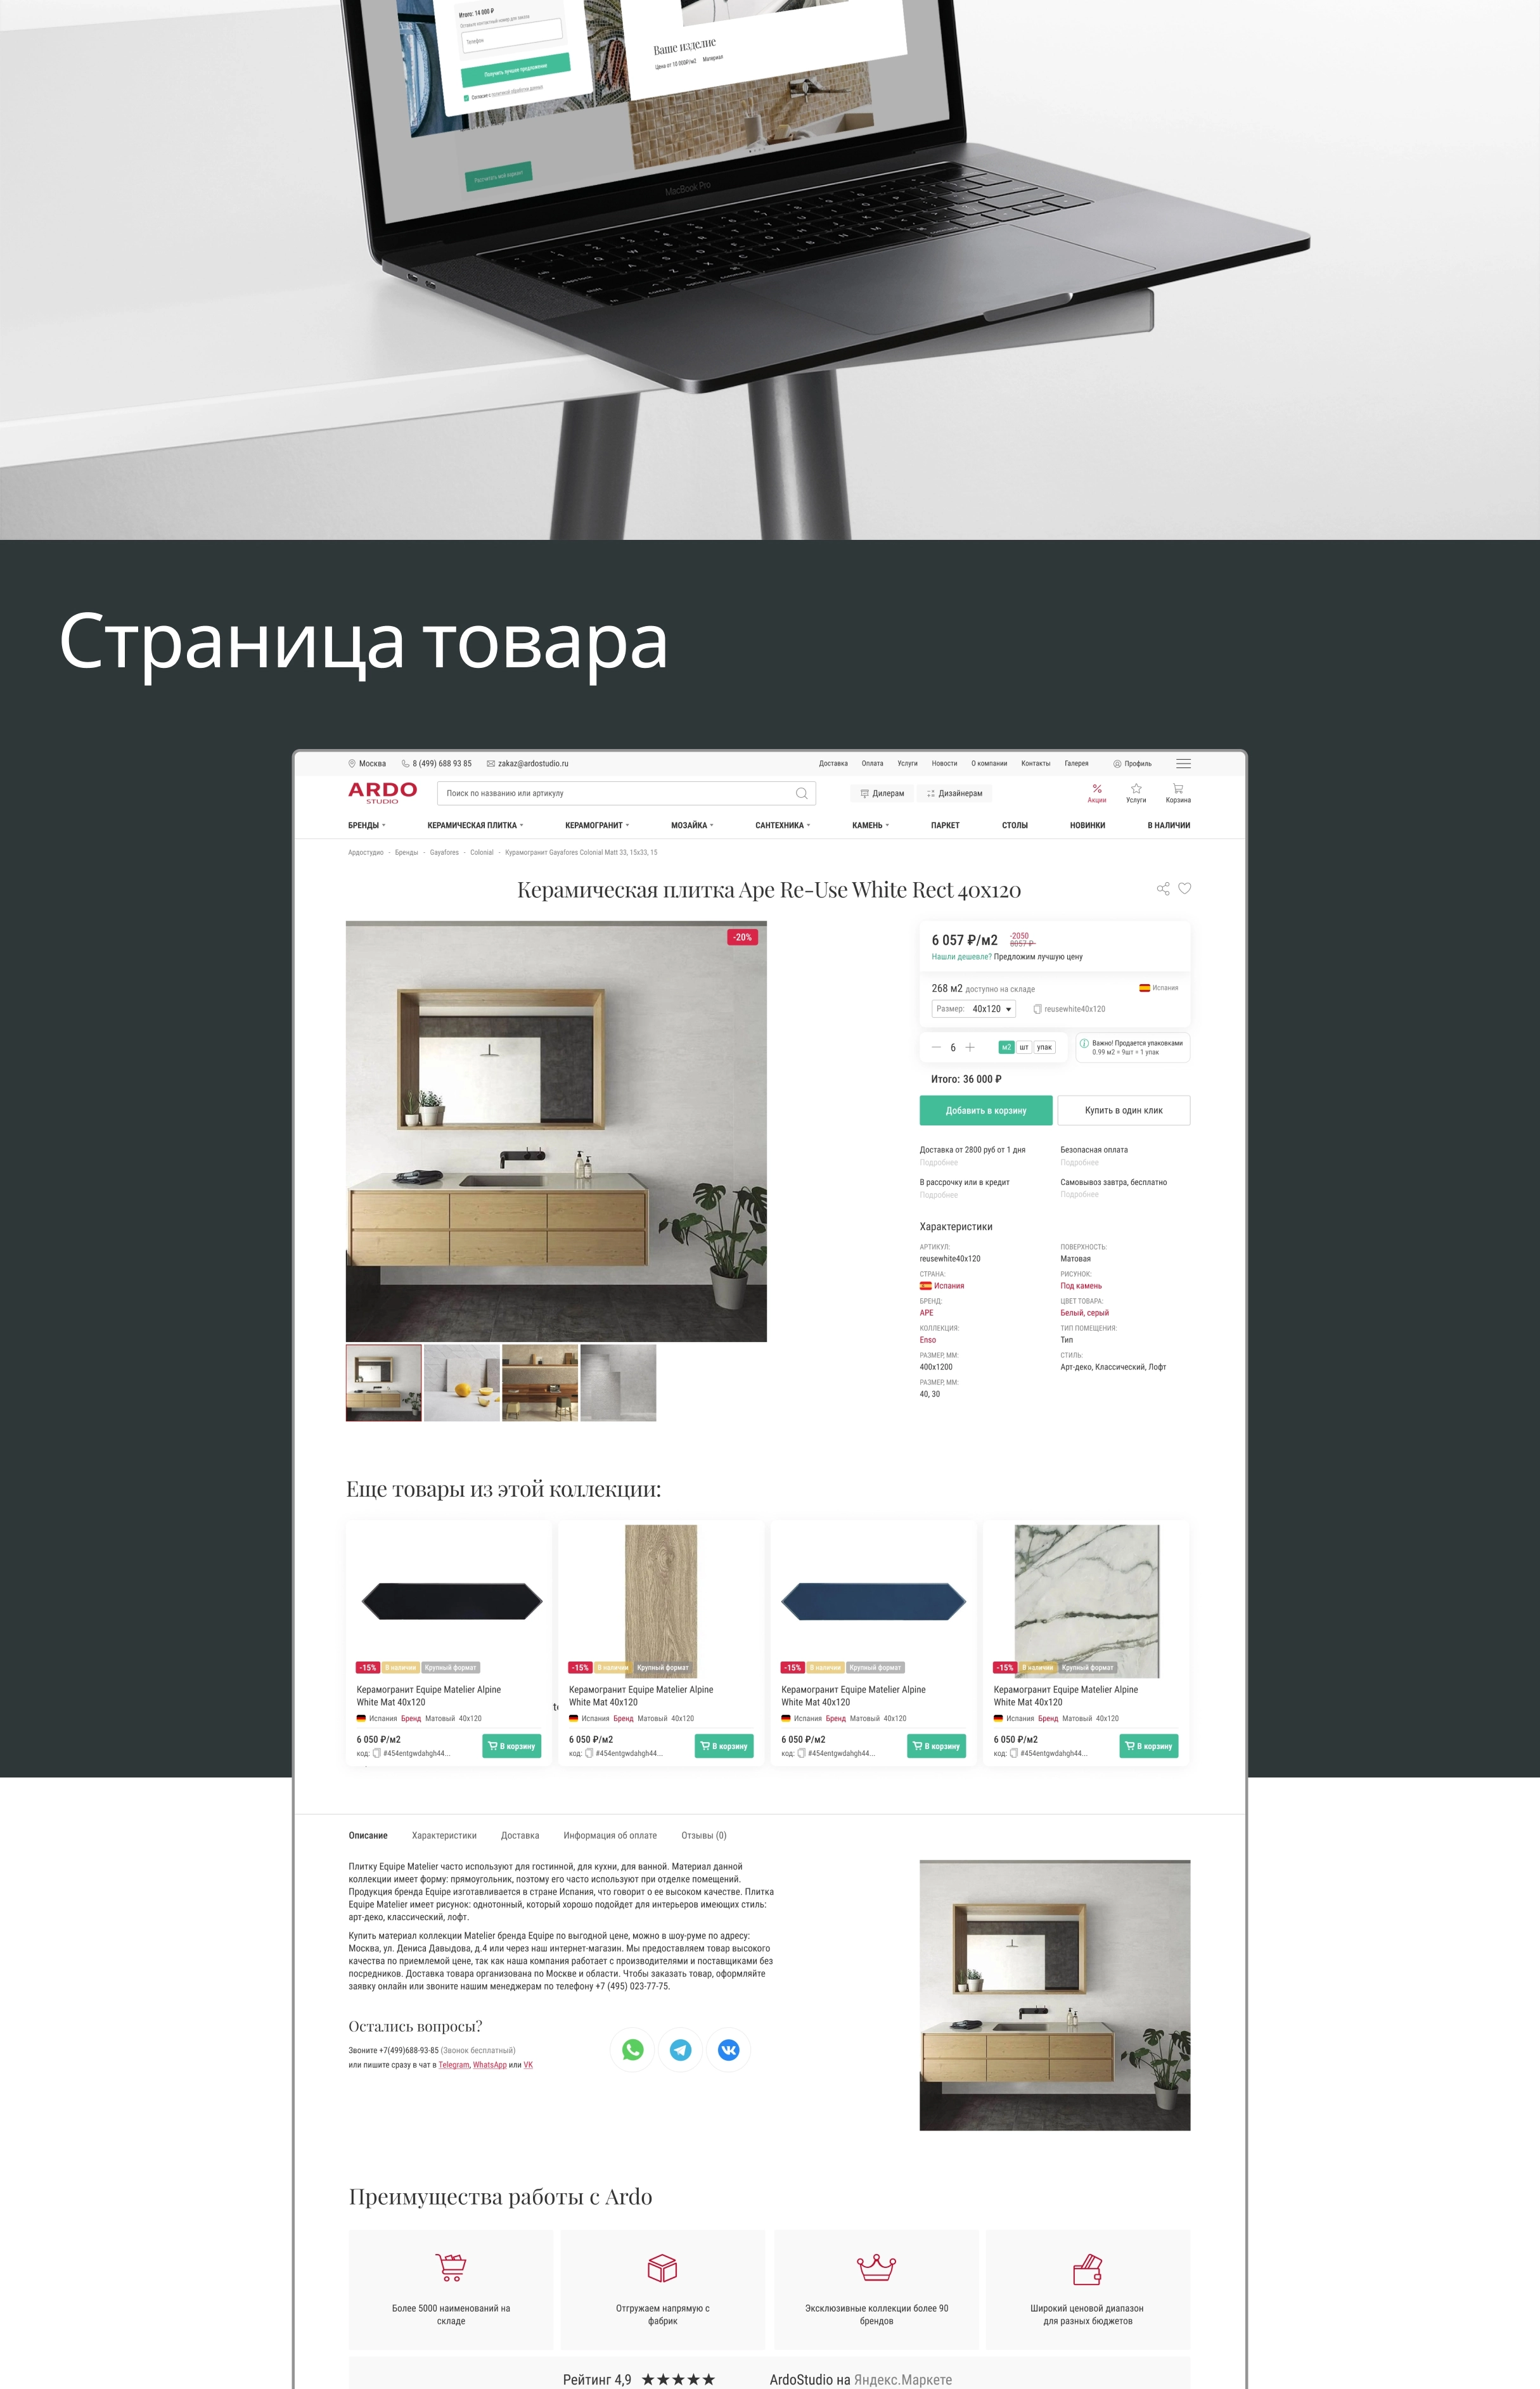 Итого: 14 000 ₽
Оставьте контактный номер для заказа
Телефон
Получить лучшее предложение
Согласие с политикой обработки данных
Ваше изделие
Цена от 10 000₽/м2 Материал
Рассчитать мой вариант
MacBook Pro
Страница товара
Москва 8 (499) 688 93 85 zakaz@ardostudio.ru Доставка Оплата Услуги Новости О компании Контакты Галерея Профиль
ARDO
STUDIO
Поиск по названию или артикулу
Дилерам Дизайнерам
Акции Услуги Корзина
БРЕНДЫ КЕРАМИЧЕСКАЯ ПЛИТКА КЕРАМОГРАНИТ МОЗАЙКА САНТЕХНИКА КАМЕНЬ ПАРКЕТ СТОЛЫ НОВИНКИ В НАЛИЧИИ
Ардостудио - Бренды - Gayafores - Colonial - Курамогранит Gayafores Colonial Matt 33, 15x33, 15
Керамическая плитка Ape Re-Use White Rect 40x120
-20%
6 057 ₽/м2 -2050
8057 ₽
Нашли дешевле? Предложим лучшую цену
268 м2 доступно на складе Испания
Размер: 40x120 reusewhite40x120
6 м2 шт упак
Важно! Продается упаковками
0.99 м2 = 9шт = 1 упак
Итого: 36 000 ₽
Добавить в корзину Купить в один клик
Доставка от 2800 руб от 1 дня Безопасная оплата
Подробнее Подробнее
В рассрочку или в кредит Самовывоз завтра, бесплатно
Подробнее Подробнее
Характеристики
АРТИКУЛ: ПОВЕРХНОСТЬ:
reusewhite40x120 Матовая
СТРАНА: РИСУНОК:
Испания Под камень
БРЕНД: ЦВЕТ ТОВАРА:
APE Белый, серый
КОЛЛЕКЦИЯ: ТИП ПОМЕЩЕНИЯ:
Enso Тип
РАЗМЕР, ММ: СТИЛЬ:
400x1200 Арт-деко, Классический, Лофт
РАЗМЕР, ММ:
40, 30
Еще товары из этой коллекции:
-15% В наличии Крупный формат
Керамогранит Equipe Matelier Alpine
White Mat 40x120
Испания Бренд Матовый 40x120
6 050 ₽/м2
код: #454entgwdahgh44...
В корзину
-15% В наличии Крупный формат
Керамогранит Equipe Matelier Alpine
White Mat 40x120
Испания Бренд Матовый 40x120
6 050 ₽/м2
код: #454entgwdahgh44...
В корзину
-15% В наличии Крупный формат
Керамогранит Equipe Matelier Alpine
White Mat 40x120
Испания Бренд Матовый 40x120
6 050 ₽/м2
код: #454entgwdahgh44...
В корзину
-15% В наличии Крупный формат
Керамогранит Equipe Matelier Alpine
White Mat 40x120
Испания Бренд Матовый 40x120
6 050 ₽/м2
код: #454entgwdahgh44...
В корзину
Описание Характеристики Доставка Информация об оплате Отзывы (0)
Плитку Equipe Matelier часто используют для гостинной, для кухни, для ванной. Материал данной
коллекции имеет форму: прямоугольник, поэтому его часто используют при отделке помещений.
Продукция бренда Equipe изготавливается в стране Испания, что говорит о ее высоком качестве. Плитка
Equipe Matelier имеет рисунок: однотонный, который хорошо подойдет для интерьеров имеющих стиль:
арт-деко, классический, лофт.
Купить материал коллекции Matelier бренда Equipe по выгодной цене, можно в шоу-руме по адресу:
Москва, ул. Дениса Давыдова, д.4 или через наш интернет-магазин. Мы предоставляем товар высокого
качества по приемлемой цене, так как наша компания работает с производителями и поставщиками без
посредников. Доставка товара организована по Москве и области. Чтобы заказать товар, оформляйте
заявку онлайн или звоните нашим менеджерам по телефону +7 (495) 023-77-75.
Остались вопросы?
Звоните +7(499)688-93-85 (Звонок бесплатный)
или пишите сразу в чат в Telegram, WhatsApp или VK
Преимущества работы с Ardo
Более 5000 наименований на
складе
Отгружаем напрямую с
фабрик
Эксклюзивные коллекции более 90
брендов
Широкий ценовой диапазон
для разных бюджетов
Рейтинг 4,9 ★★★★★ ArdoStudio на Яндекс.Маркете